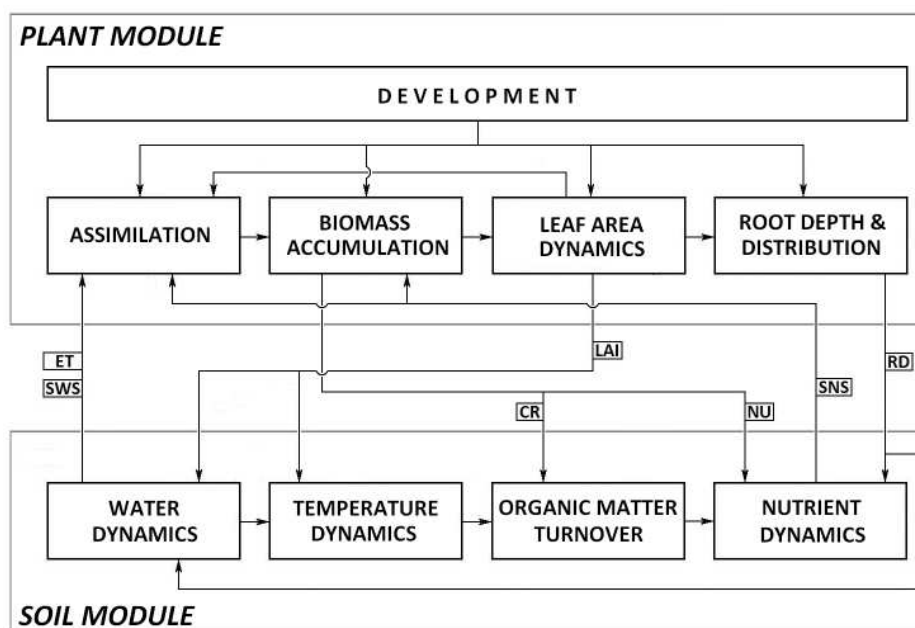 PLANT MODULE
DEVELOPMENT
ASSIMILATION
BIOMASS
ACCUMULATION
LEAF AREA
DYNAMICS
ROOT DEPTH &
DISTRIBUTION
ET
SWS
LAI
CR
NU
SNS
RD
WATER
DYNAMICS
TEMPERATURE
DYNAMICS
ORGANIC MATTER
TURNOVER
NUTRIENT
DYNAMICS
SOIL MODULE